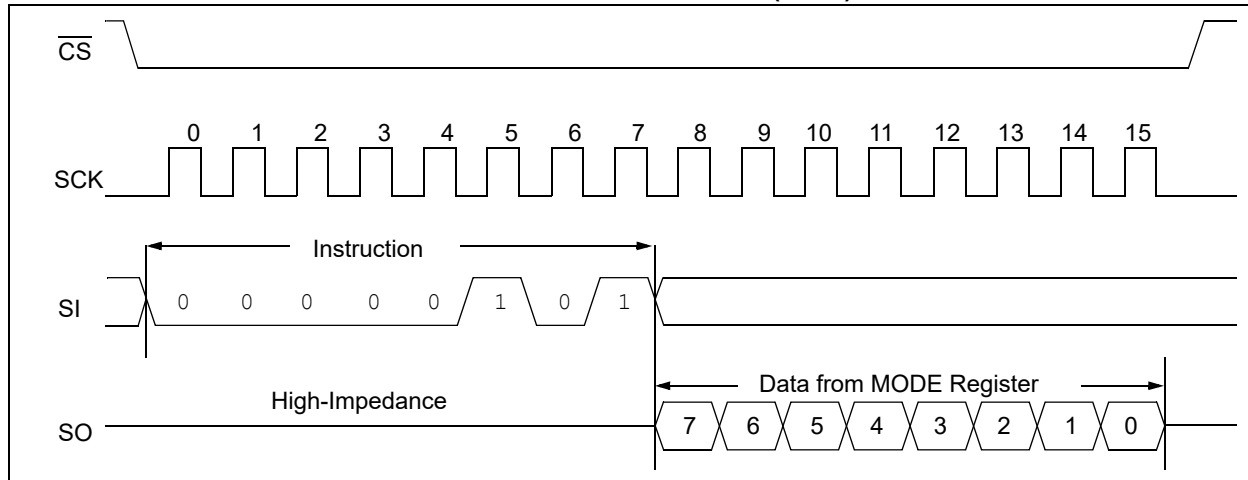 CS
0 1 2 3 4 5 6 7 8 9 10 11 12 13 14 15
SCK
Instruction
SI 0 0 0 0 0 1 0 1
Data from MODE Register
High-Impedance
SO 7 6 5 4 3 2 1 0